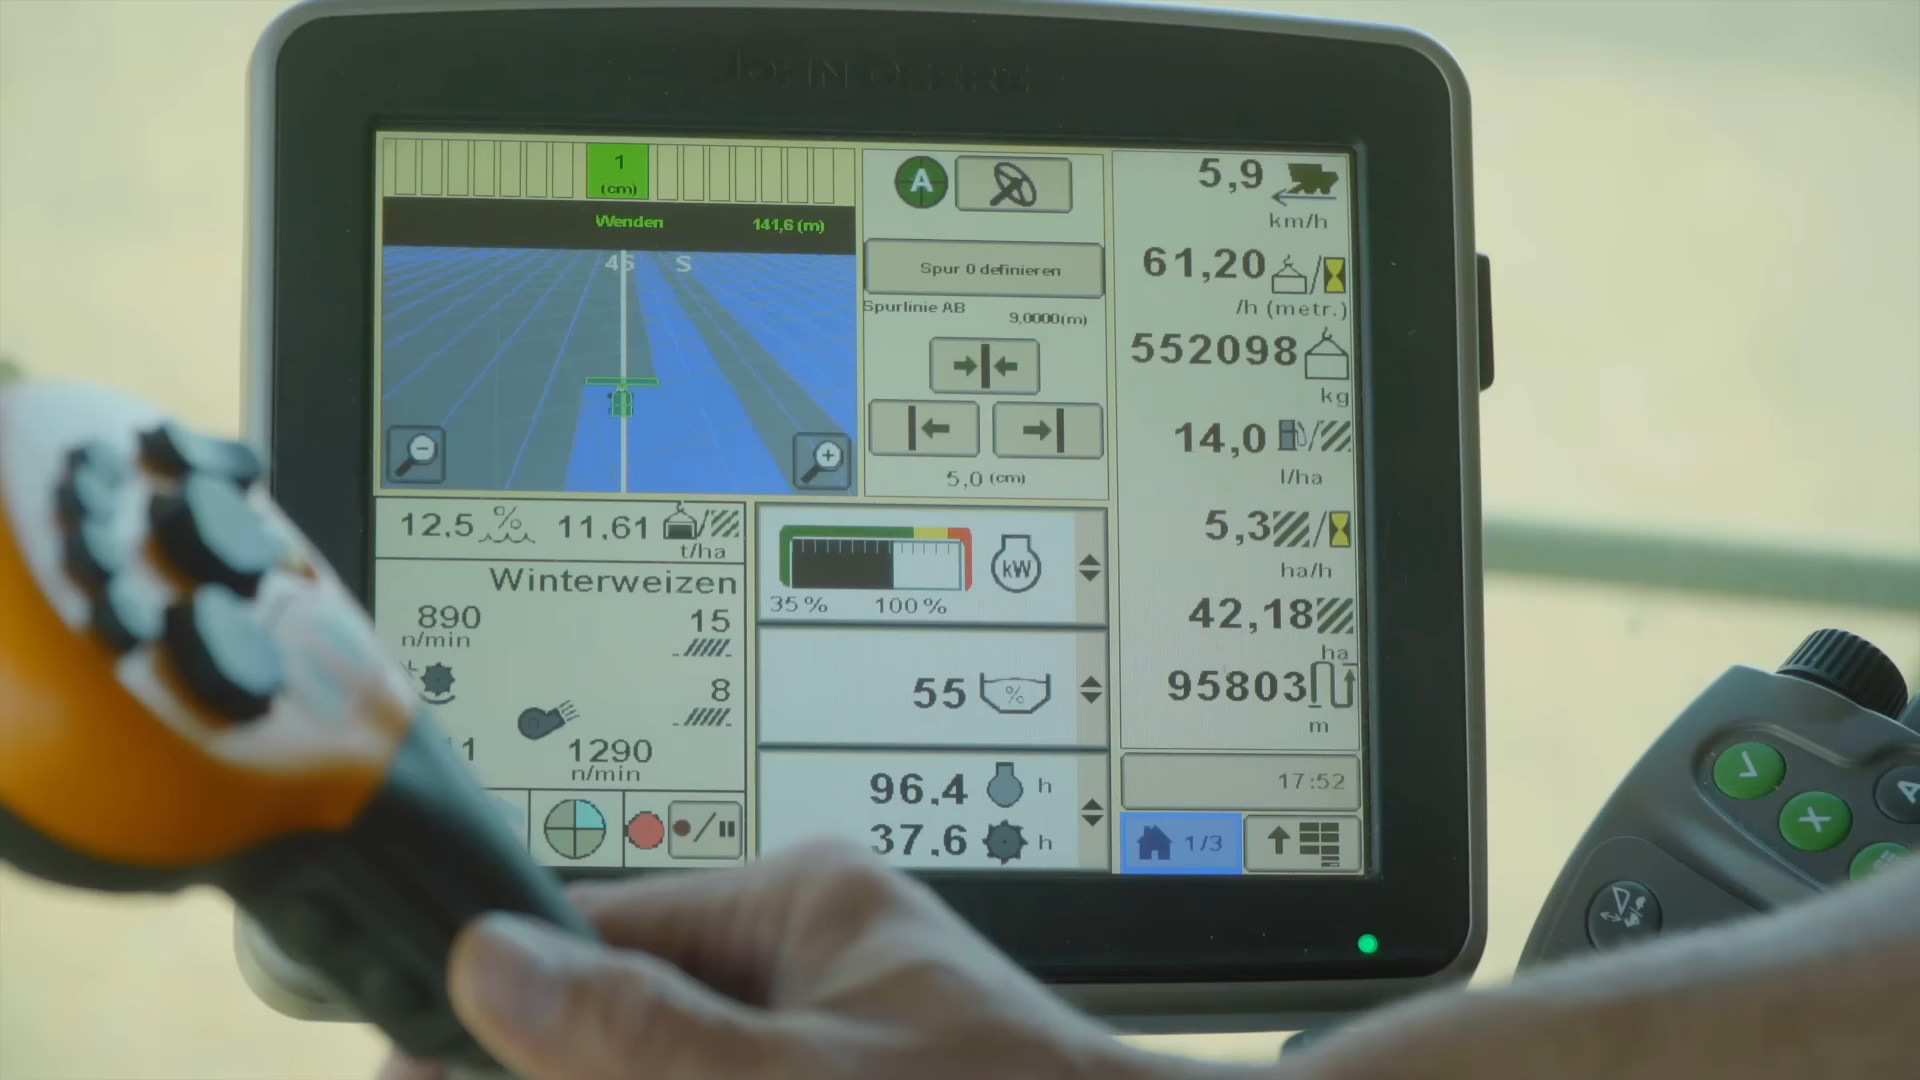 JOHN DEERE
1
(cm)
Wenden 141,6 (m)
S
A
Spur 0 definieren
Spurlinie AB
9,0000(m)
5,0 (cm)
5,9
km/h
61,20
/h (metr.)
552098
kg
14,0
l/ha
5,3
ha/h
42,18
ha
95803
m
17:52
1/3
12.5 % 11.61
t/ha
Winterweizen
890
n/min
15
8
1290
n/min
35% 100%
kW
55 %
96.4 h
37.6 h
A